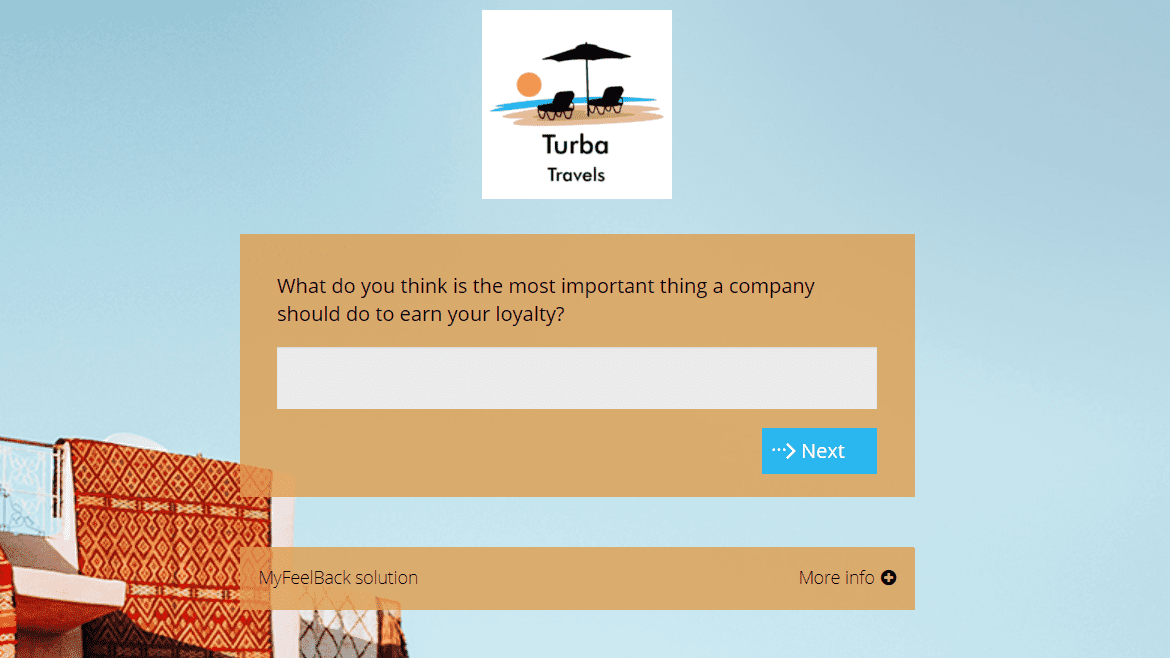 Turba
Travels
What do you think is the most important thing a company
should do to earn your loyalty?
Next
MyFeelBack solution
More info